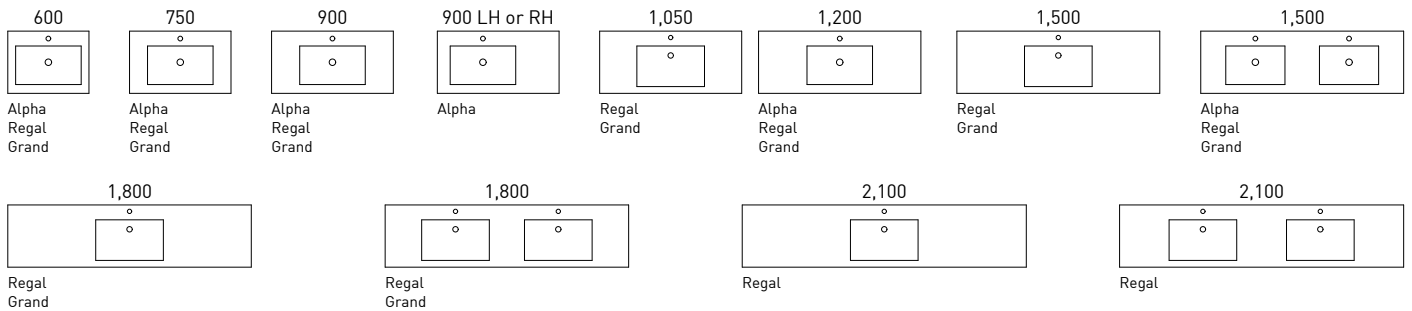 600
Alpha
Regal
Grand
750
Alpha
Regal
Grand
900
Alpha
Regal
Grand
900 LH or RH
Alpha
1,050
Regal
Grand
1,200
Alpha
Regal
Grand
1,500
Regal
Grand
1,500
Alpha
Regal
Grand
1,800
Regal
Grand
1,800
Regal
Grand
2,100
Regal
2,100
Regal